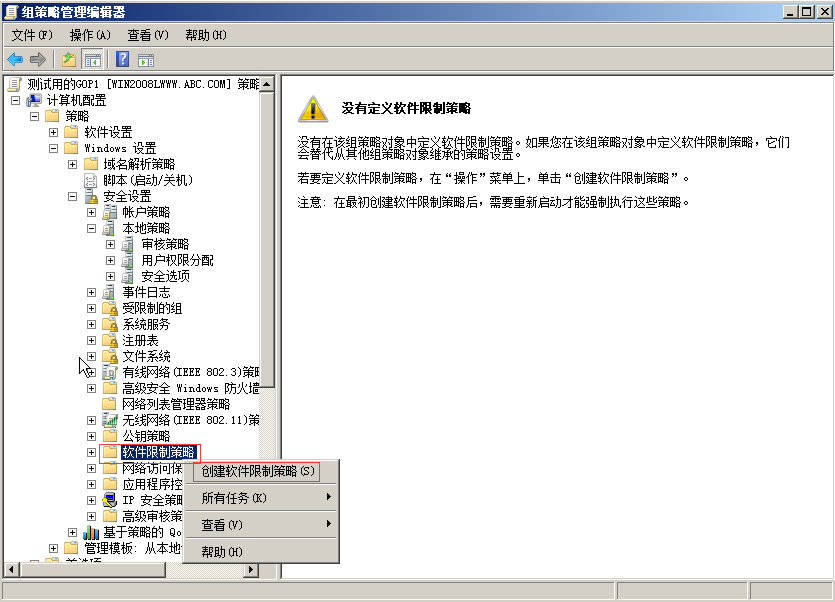 组策略管理编辑器
文件(F) 操作(A) 查看(V) 帮助(H)
测试用的GOP1 [WIN2008LWWW.ABC.COM] 策略
计算机配置
策略
软件设置
Windows 设置
域名解析策略
脚本(启动/关机)
安全设置
帐户策略
本地策略
审核策略
用户权限分配
安全选项
事件日志
受限制的组
系统服务
注册表
文件系统
有线网络(IEEE 802.3)策略
高级安全 Windows 防火墙
网络列表管理器策略
无线网络(IEEE 802.11)策
公钥策略
软件限制策略
网络访问保
应用程序控
IP 安全策略
高级审核策
基于策略的 Qo
管理模板: 从本地
首选项
没有定义软件限制策略
没有在该组策略对象中定义软件限制策略。如果您在该组策略对象中定义软件限制策略，它们
会替代从其他组策略对象继承的策略设置。
若要定义软件限制策略，在“操作”菜单上，单击“创建软件限制策略”。
注意: 在最初创建软件限制策略后，需要重新启动才能强制执行这些策略。
创建软件限制策略(S)
所有任务(K)
查看(V)
帮助(H)